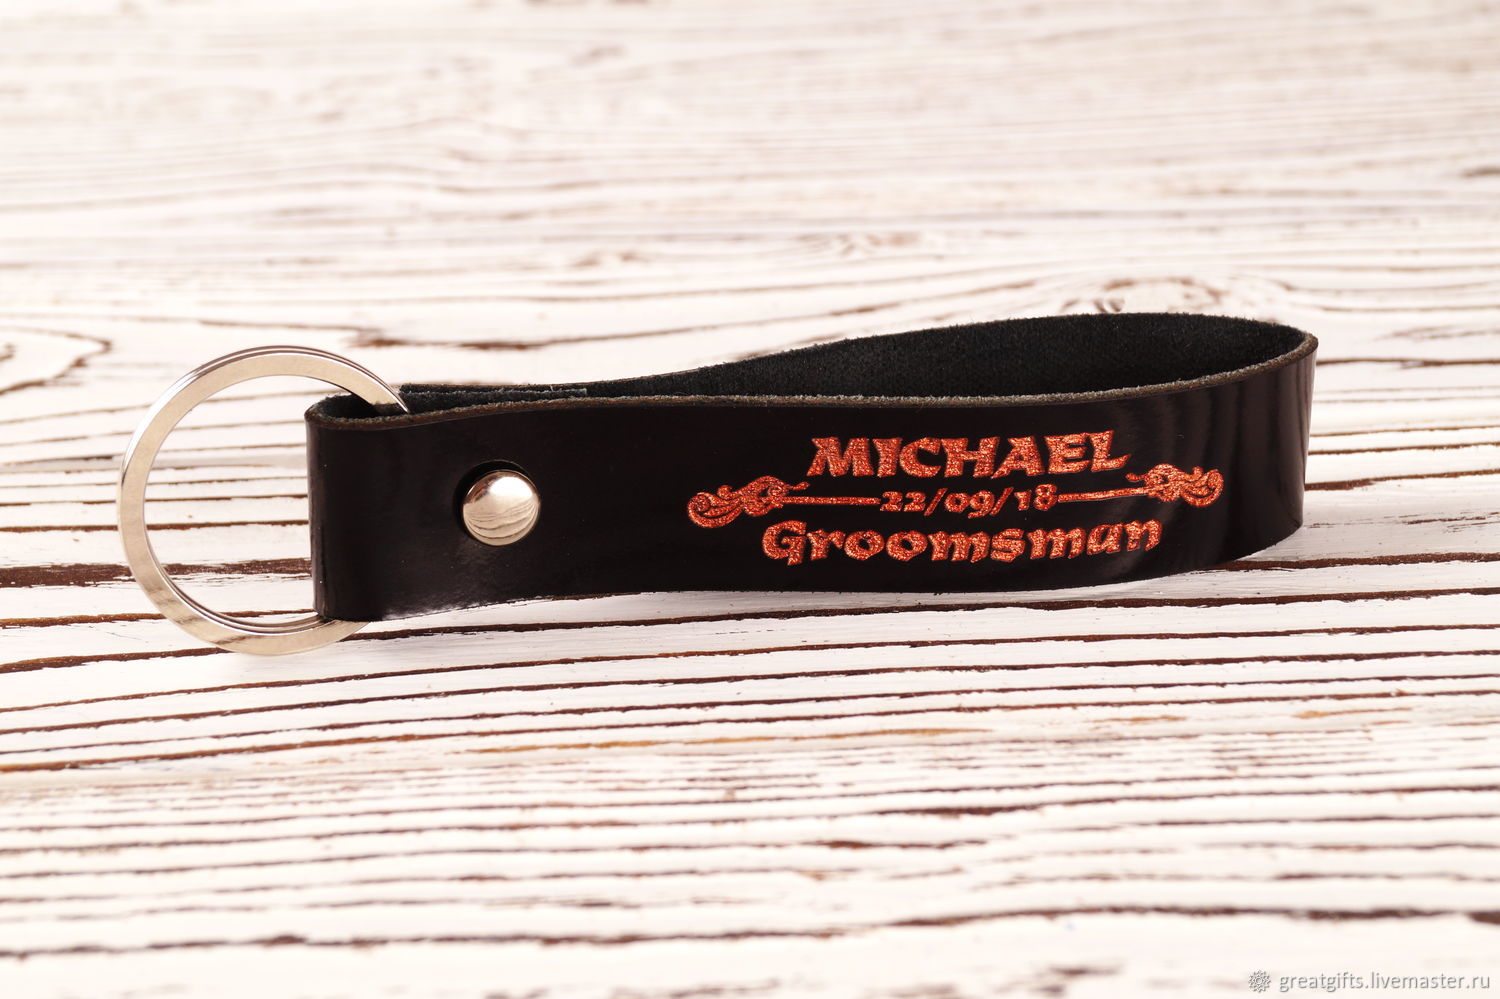 MICHAEL
22/09/18
Groomsman
greatgifts.livemaster.ru